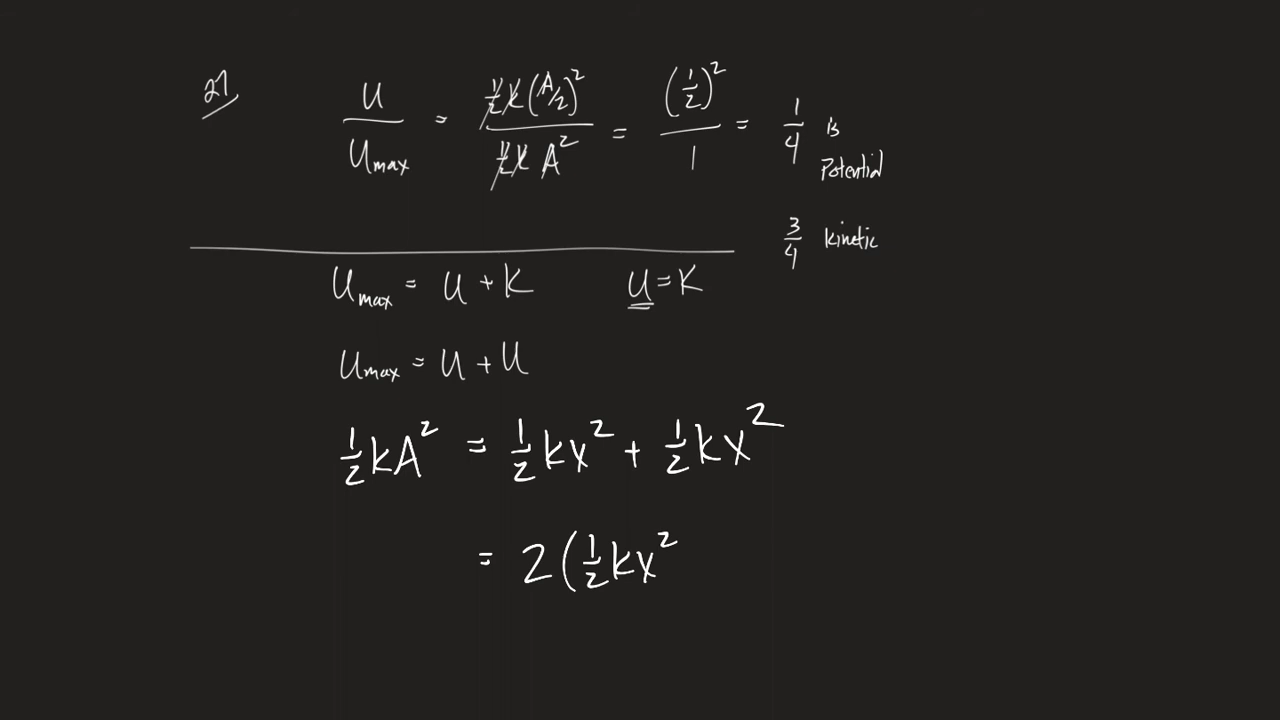 27 U/Umax = ½k(A/2)²/½kA² = (½)²/1 = 1/4 is Potential
3/4 kinetic
Umax = U + K U = K
Umax = U + U
½kA² = ½kx² + ½kx²
= 2(½kx²